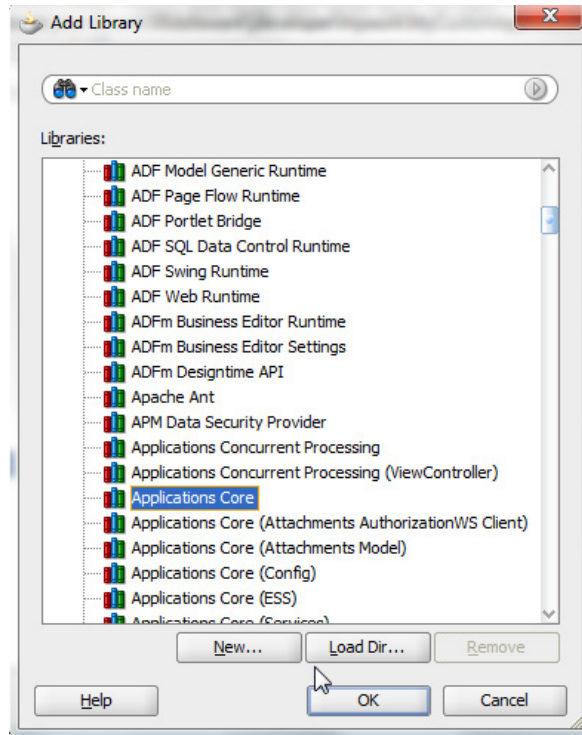 Add Library
Class name
Libraries:
ADF Model Generic Runtime
ADF Page Flow Runtime
ADF Portlet Bridge
ADF SQL Data Control Runtime
ADF Swing Runtime
ADF Web Runtime
ADFm Business Editor Runtime
ADFm Business Editor Settings
ADFm Designtime API
Apache Ant
APM Data Security Provider
Applications Concurrent Processing
Applications Concurrent Processing (ViewController)
Applications Core
Applications Core (Attachments AuthorizationWS Client)
Applications Core (Attachments Model)
Applications Core (Config)
Applications Core (ESS)
Applications Core (Services)
New... Load Dir... Remove
Help OK Cancel